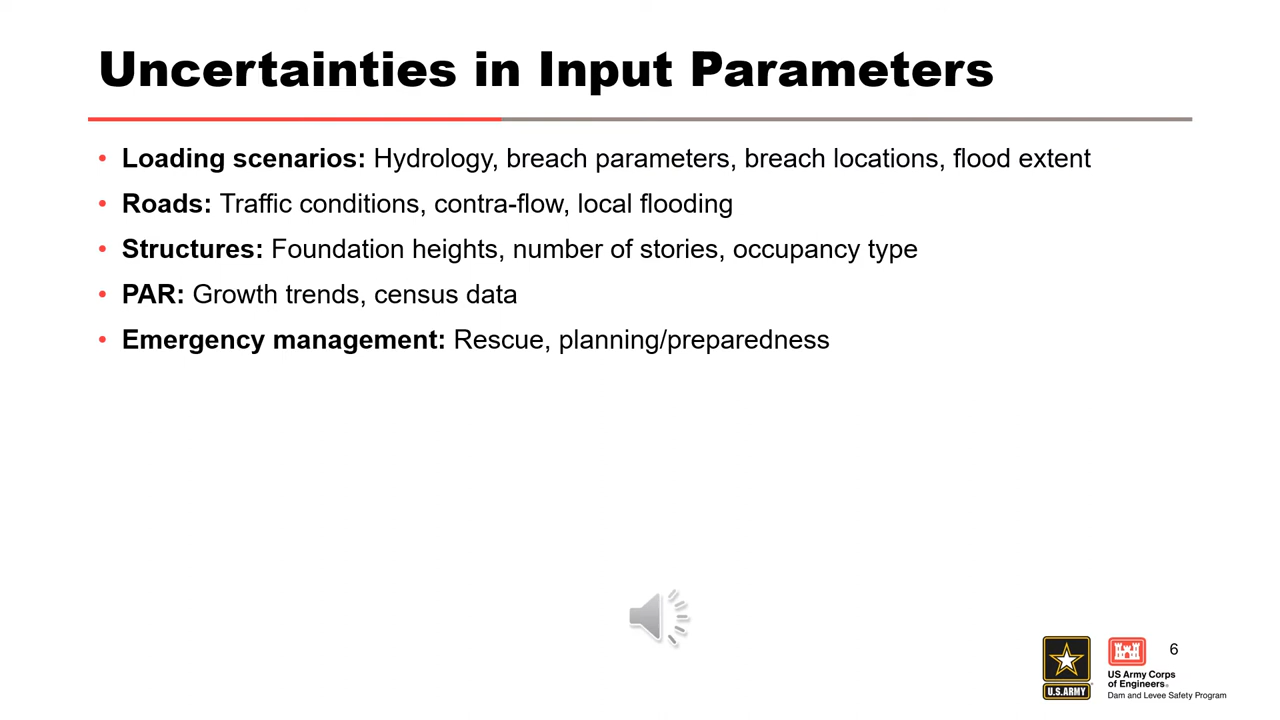 Uncertainties in Input Parameters
• Loading scenarios: Hydrology, breach parameters, breach locations, flood extent
• Roads: Traffic conditions, contra-flow, local flooding
• Structures: Foundation heights, number of stories, occupancy type
• PAR: Growth trends, census data
• Emergency management: Rescue, planning/preparedness
6
U.S.ARMY
US Army Corps
of Engineers®
Dam and Levee Safety Program